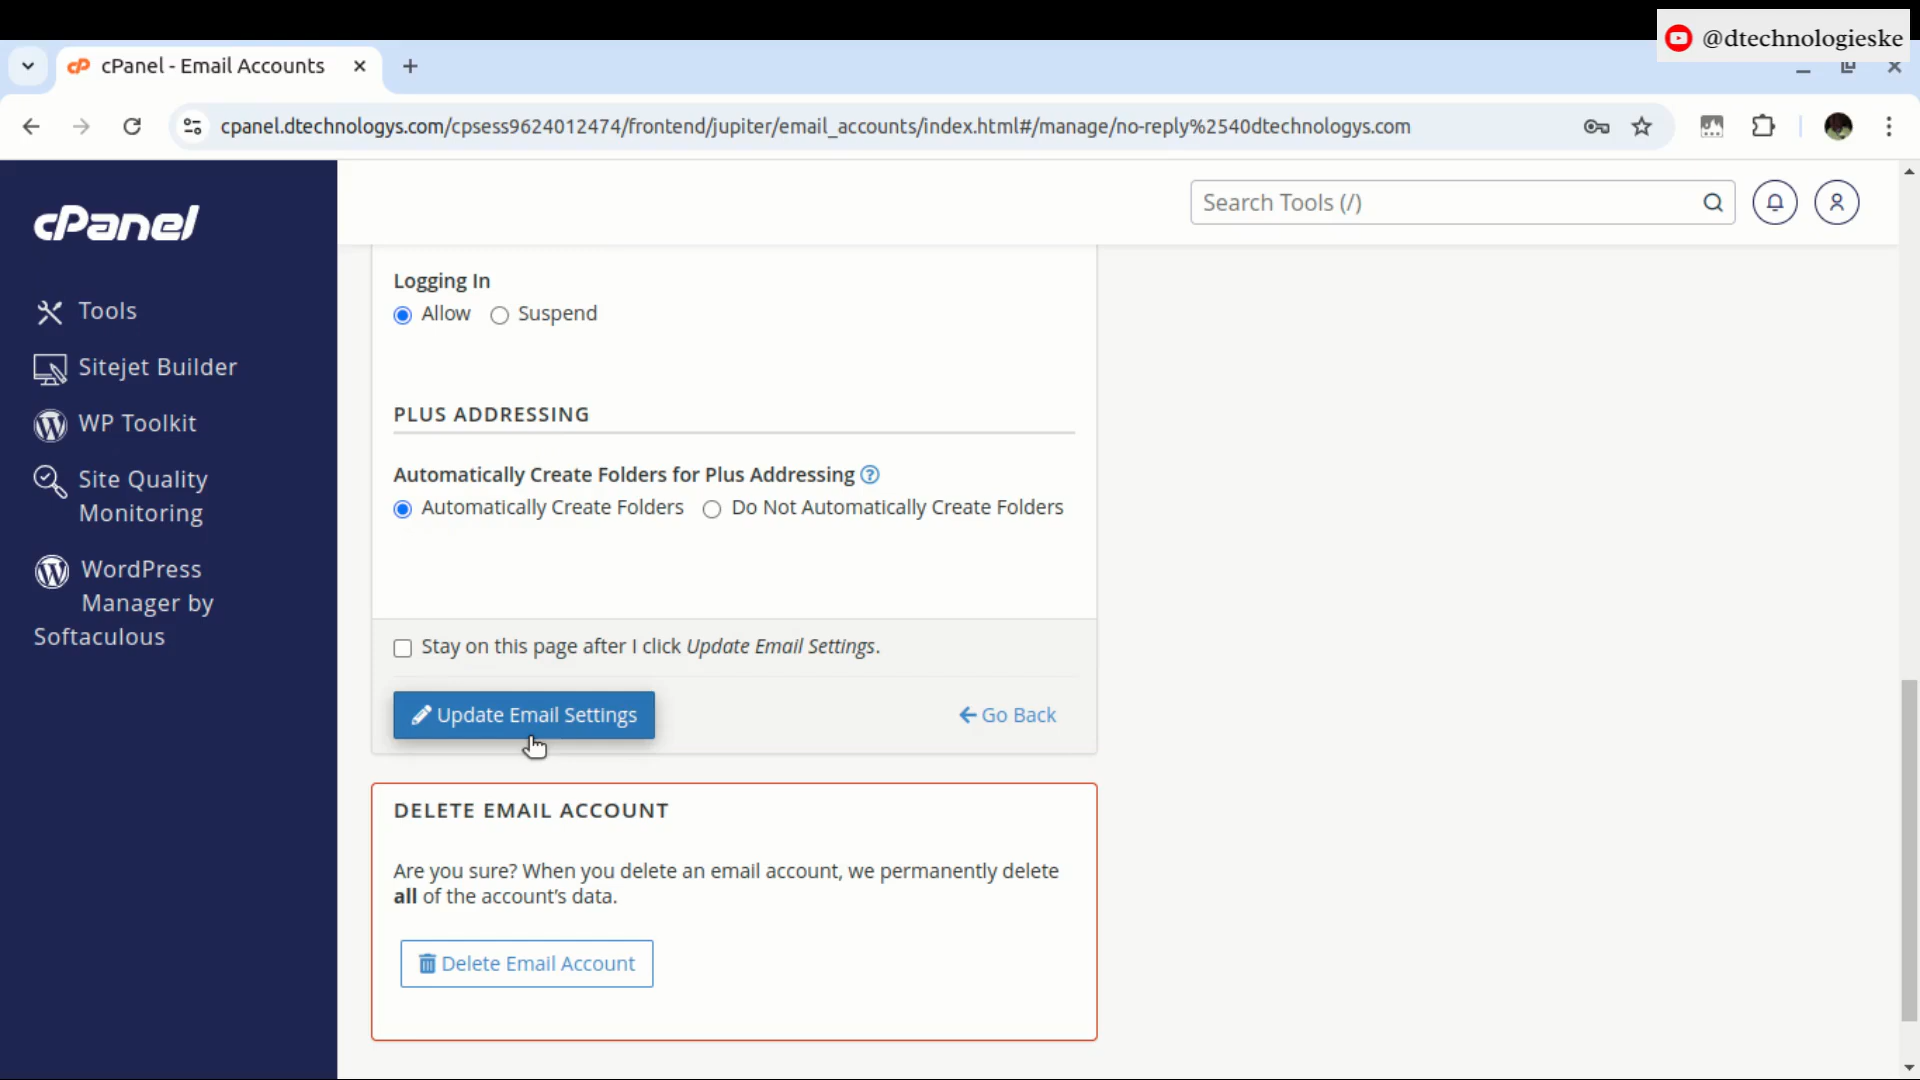 @dtechnologieske
cPanel - Email Accounts
cpanel.dtechnologys.com/cpsess9624012474/frontend/jupiter/email_accounts/index.html#/manage/no-reply%2540dtechnologys.com
cPanel
Search Tools (/)
Tools
Sitejet Builder
WP Toolkit
Site Quality
Monitoring
WordPress
Manager by
Softaculous
Logging In
Allow Suspend
PLUS ADDRESSING
Automatically Create Folders for Plus Addressing
Automatically Create Folders Do Not Automatically Create Folders
Stay on this page after I click Update Email Settings.
Update Email Settings Go Back
DELETE EMAIL ACCOUNT
Are you sure? When you delete an email account, we permanently delete
all of the account's data.
Delete Email Account